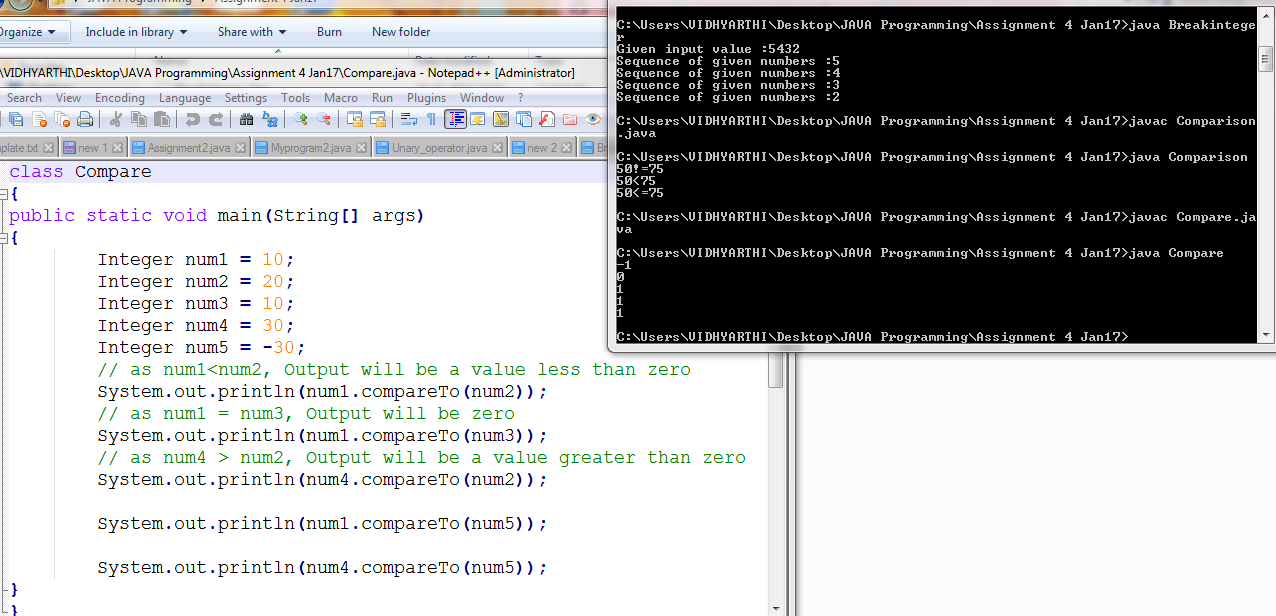 JAVA Programming Assignment 4 Jan17
Organize Include in library Share with Burn New folder
\VIDHYARTHI\Desktop\JAVA Programming\Assignment 4 Jan17\Compare.java - Notepad++ [Administrator]
Search View Encoding Language Settings Tools Macro Run Plugins Window ?
plate.txt new 1 Assignment2.java Myprogram2.java Unary_operator.java new 2 Br
class Compare
{
public static void main(String[] args)
{
Integer num1 = 10;
Integer num2 = 20;
Integer num3 = 10;
Integer num4 = 30;
Integer num5 = -30;
// as num1<num2, Output will be a value less than zero
System.out.println(num1.compareTo(num2));
// as num1 = num3, Output will be zero
System.out.println(num1.compareTo(num3));
// as num4 > num2, Output will be a value greater than zero
System.out.println(num4.compareTo(num2));
System.out.println(num1.compareTo(num5));
System.out.println(num4.compareTo(num5));
}
}
C:\Users\VIDHYARTHI\Desktop\JAVA Programming\Assignment 4 Jan17>java Breakintege
r
Given input value :5432
Sequence of given numbers :5
Sequence of given numbers :4
Sequence of given numbers :3
Sequence of given numbers :2
C:\Users\VIDHYARTHI\Desktop\JAVA Programming\Assignment 4 Jan17>javac Comparison
.java
C:\Users\VIDHYARTHI\Desktop\JAVA Programming\Assignment 4 Jan17>java Comparison
50!=75
50<75
50<=75
C:\Users\VIDHYARTHI\Desktop\JAVA Programming\Assignment 4 Jan17>javac Compare.ja
va
C:\Users\VIDHYARTHI\Desktop\JAVA Programming\Assignment 4 Jan17>java Compare
-1
0
1
1
1
C:\Users\VIDHYARTHI\Desktop\JAVA Programming\Assignment 4 Jan17>